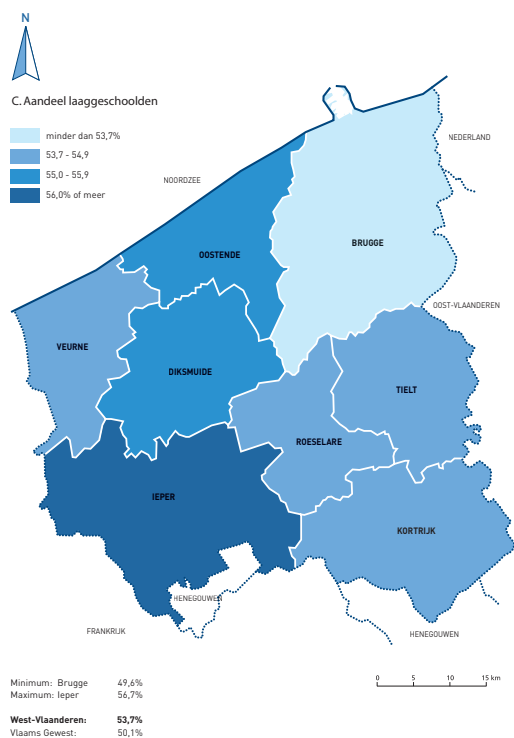 N
C. Aandeel laaggeschoolden
minder dan 53,7%
53,7 - 54,9
55,0 - 55,9
56,0% of meer
NOORDZEE
NEDERLAND
BRUGGE
OOSTENDE
OOST-VLAANDEREN
VEURNE
DIKSMUIDE
TIELT
ROESELARE
IEPER
KORTRIJK
HENEGOUWEN
FRANKRIJK
HENEGOUWEN
0 5 10 15 km
Minimum: Brugge 49,6%
Maximum: Ieper 56,7%
West-Vlaanderen: 53,7%
Vlaams Gewest: 50,1%